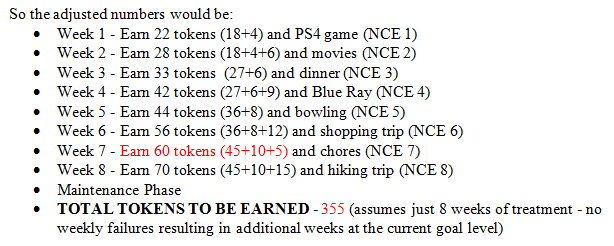 So the adjusted numbers would be:
• Week 1 - Earn 22 tokens (18+4) and PS4 game (NCE 1)
• Week 2 - Earn 28 tokens (18+4+6) and movies (NCE 2)
• Week 3 - Earn 33 tokens  (27+6) and dinner (NCE 3)
• Week 4 - Earn 42 tokens (27+6+9) and Blue Ray (NCE 4)
• Week 5 - Earn 44 tokens (36+8) and bowling (NCE 5)
• Week 6 - Earn 56 tokens (36+8+12) and shopping trip (NCE 6)
• Week 7 - Earn 60 tokens (45+10+5) and chores (NCE 7)
• Week 8 - Earn 70 tokens (45+10+15) and hiking trip (NCE 8)
• Maintenance Phase
• TOTAL TOKENS TO BE EARNED - 355 (assumes just 8 weeks of treatment - no
weekly failures resulting in additional weeks at the current goal level)